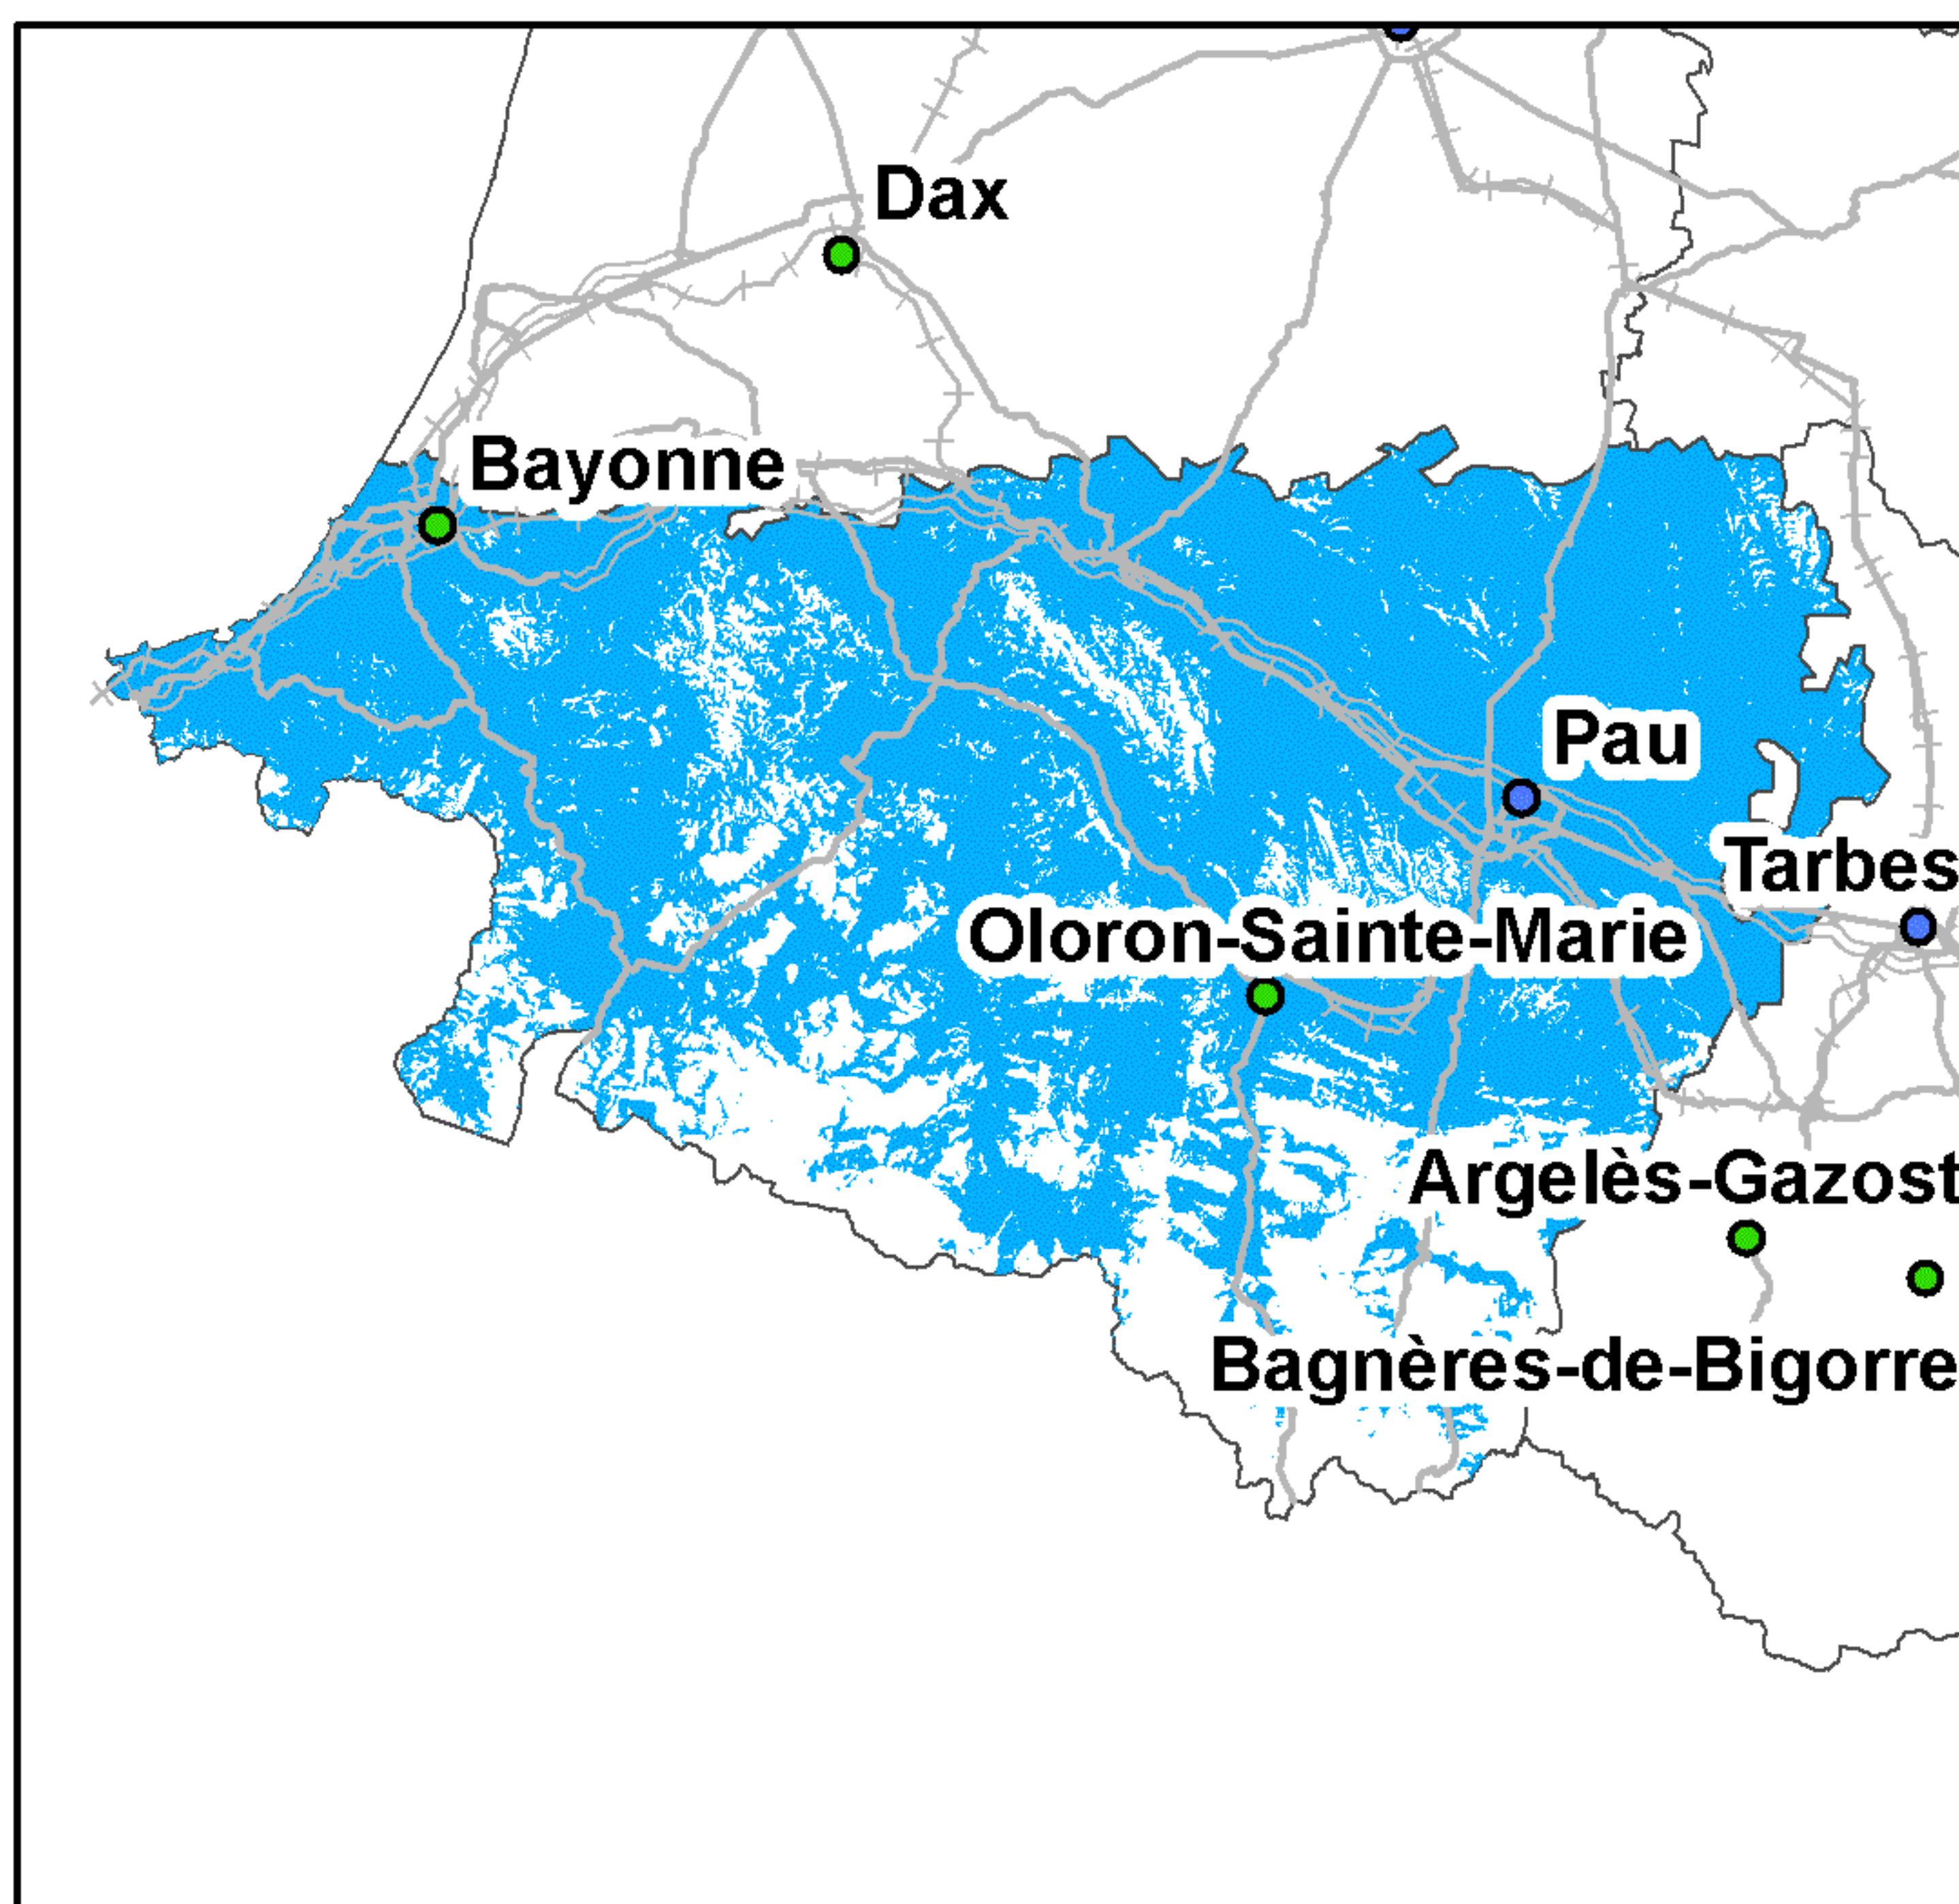 Dax
Bayonne
Pau
Tarbes
Oloron-Sainte-Marie
Argelès-Gazost
Bagnères-de-Bigorre